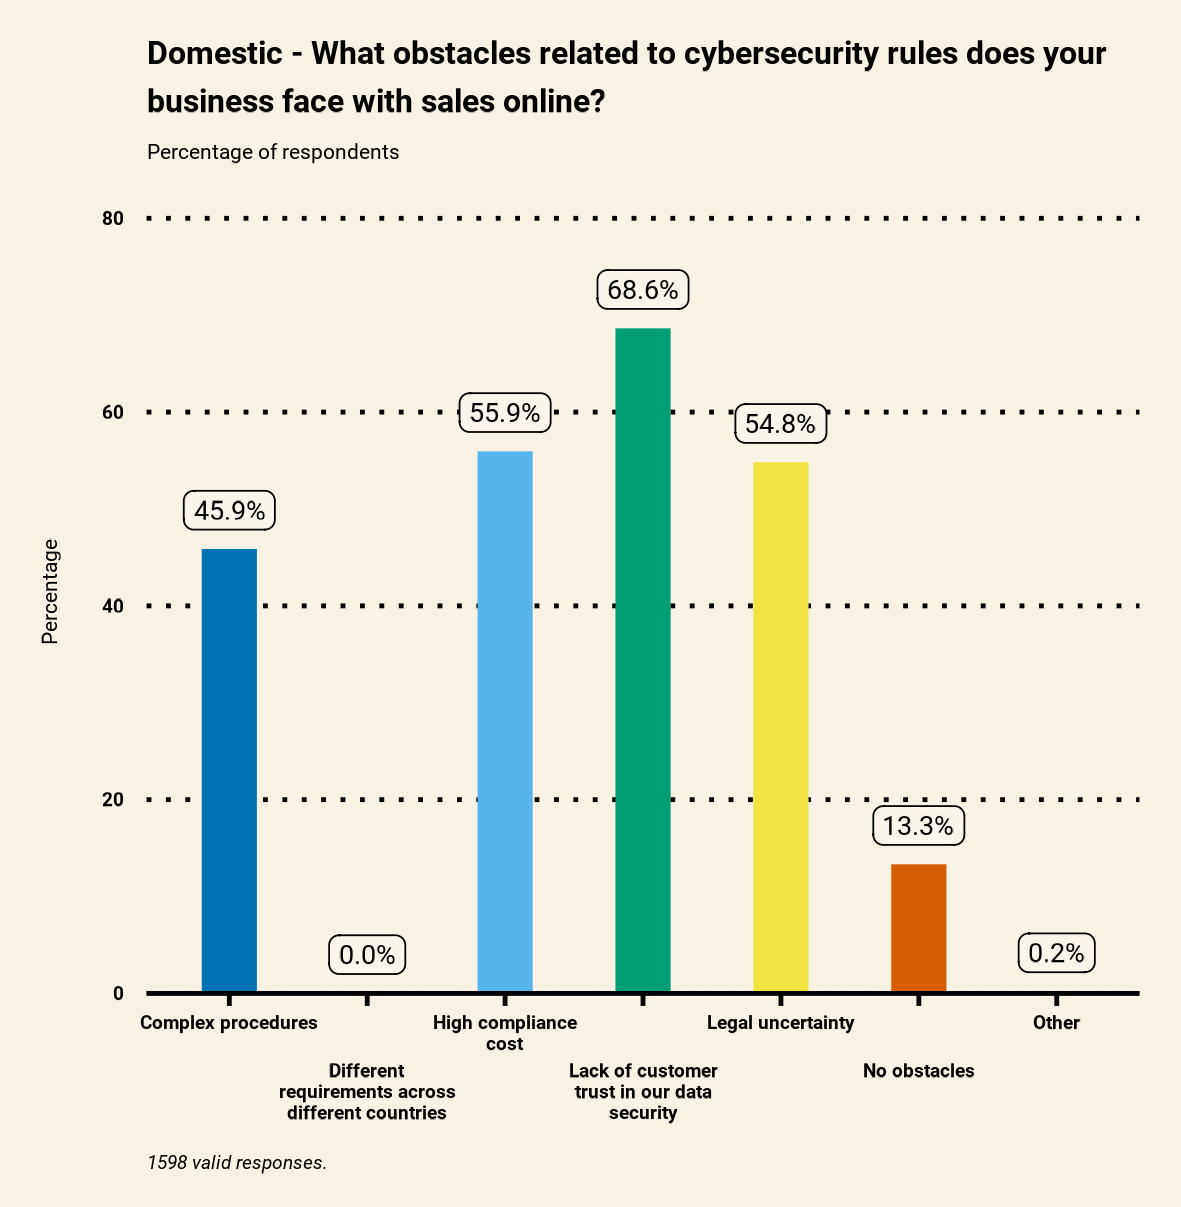 Domestic - What obstacles related to cybersecurity rules does your
business face with sales online?
Percentage of respondents
80
60
40
20
0
Percentage
45.9%
0.0%
55.9%
68.6%
54.8%
13.3%
0.2%
Complex procedures
Different
requirements across
different countries
High compliance
cost
Lack of customer
trust in our data
security
Legal uncertainty
No obstacles
Other
1598 valid responses.